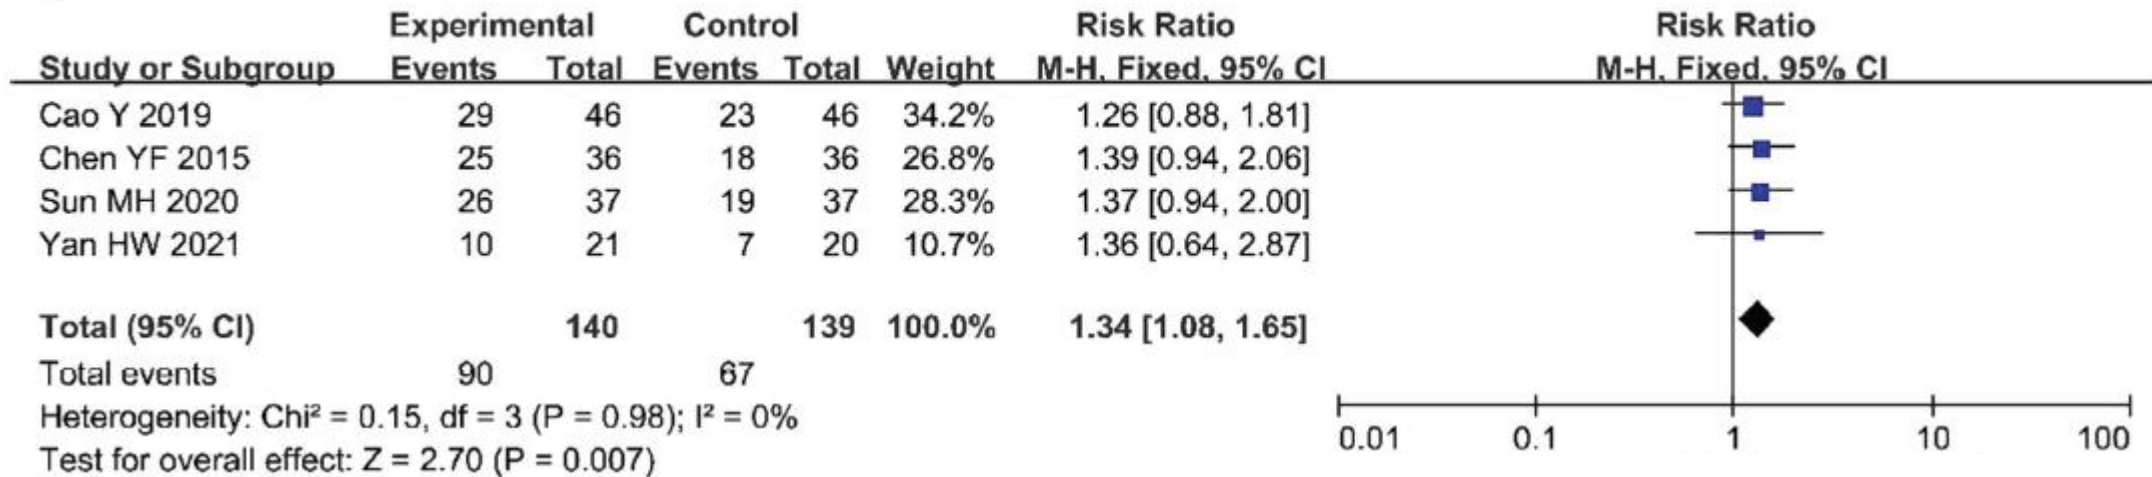 Experimental Control Risk Ratio Risk Ratio
Study or Subgroup Events Total Events Total Weight M-H, Fixed, 95% CI M-H, Fixed, 95% CI
Cao Y 2019 29 46 23 46 34.2% 1.26 [0.88, 1.81]
Chen YF 2015 25 36 18 36 26.8% 1.39 [0.94, 2.06]
Sun MH 2020 26 37 19 37 28.3% 1.37 [0.94, 2.00]
Yan HW 2021 10 21 7 20 10.7% 1.36 [0.64, 2.87]
Total (95% CI) 140 139 100.0% 1.34 [1.08, 1.65]
Total events 90 67
Heterogeneity: Chi² = 0.15, df = 3 (P = 0.98); I² = 0%
Test for overall effect: Z = 2.70 (P = 0.007)
0.01 0.1 1 10 100